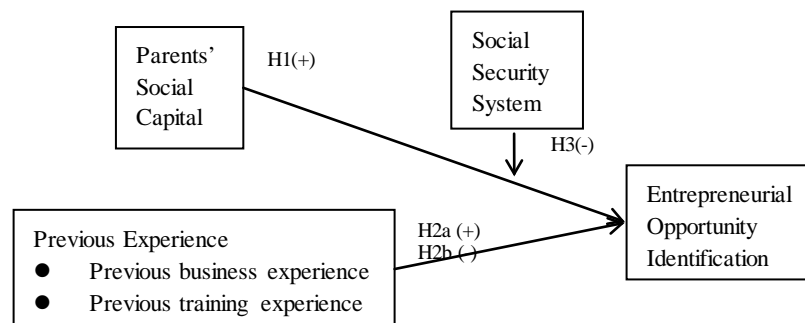 Parents’
Social
Capital
H1(+)
Social
Security
System
H3(-)
Entrepreneurial
Opportunity
Identification
Previous Experience
● Previous business experience
● Previous training experience
H2a (+)
H2b (-)